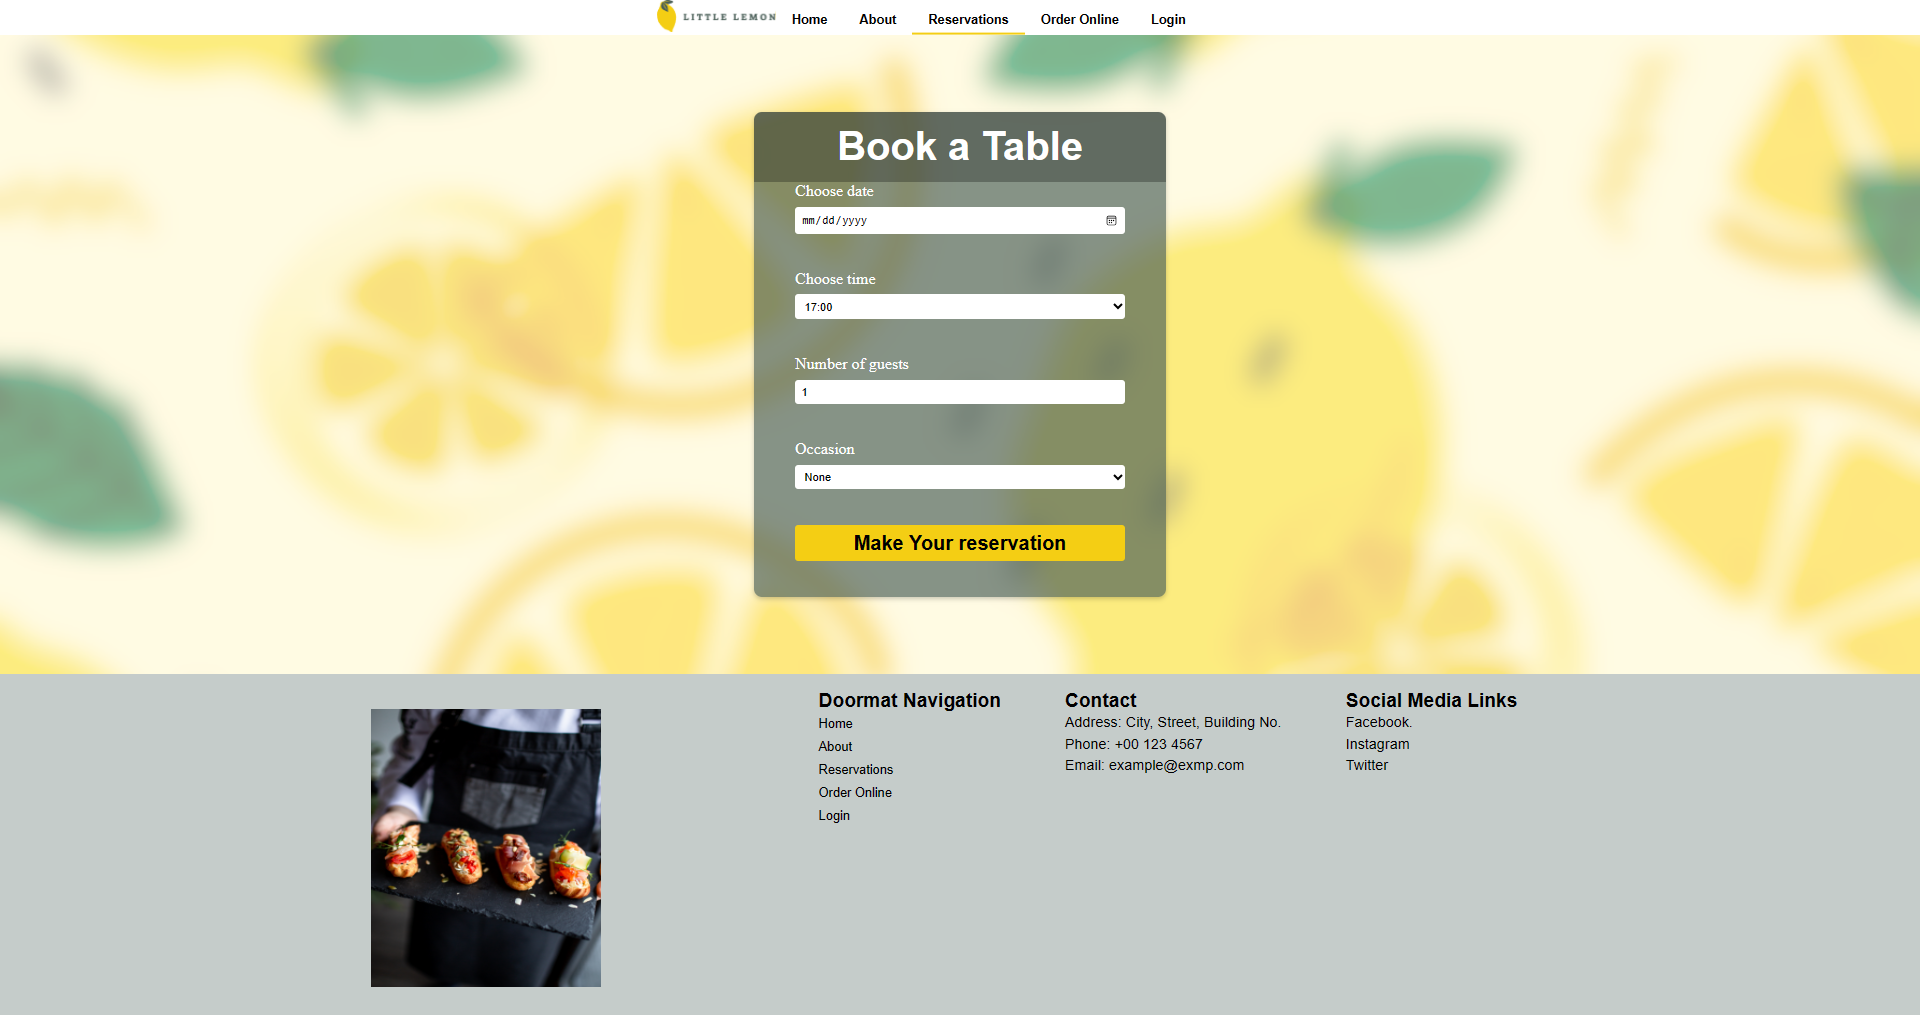 LITTLE LEMON
Home
About
Reservations
Order Online
Login
Book a Table
Choose date
mm/dd/yyyy
Choose time
17:00
Number of guests
1
Occasion
None
Make Your reservation
Doormat Navigation
Home
About
Reservations
Order Online
Login
Contact
Address: City, Street, Building No.
Phone: +00 123 4567
Email: example@exmp.com
Social Media Links
Facebook.
Instagram
Twitter